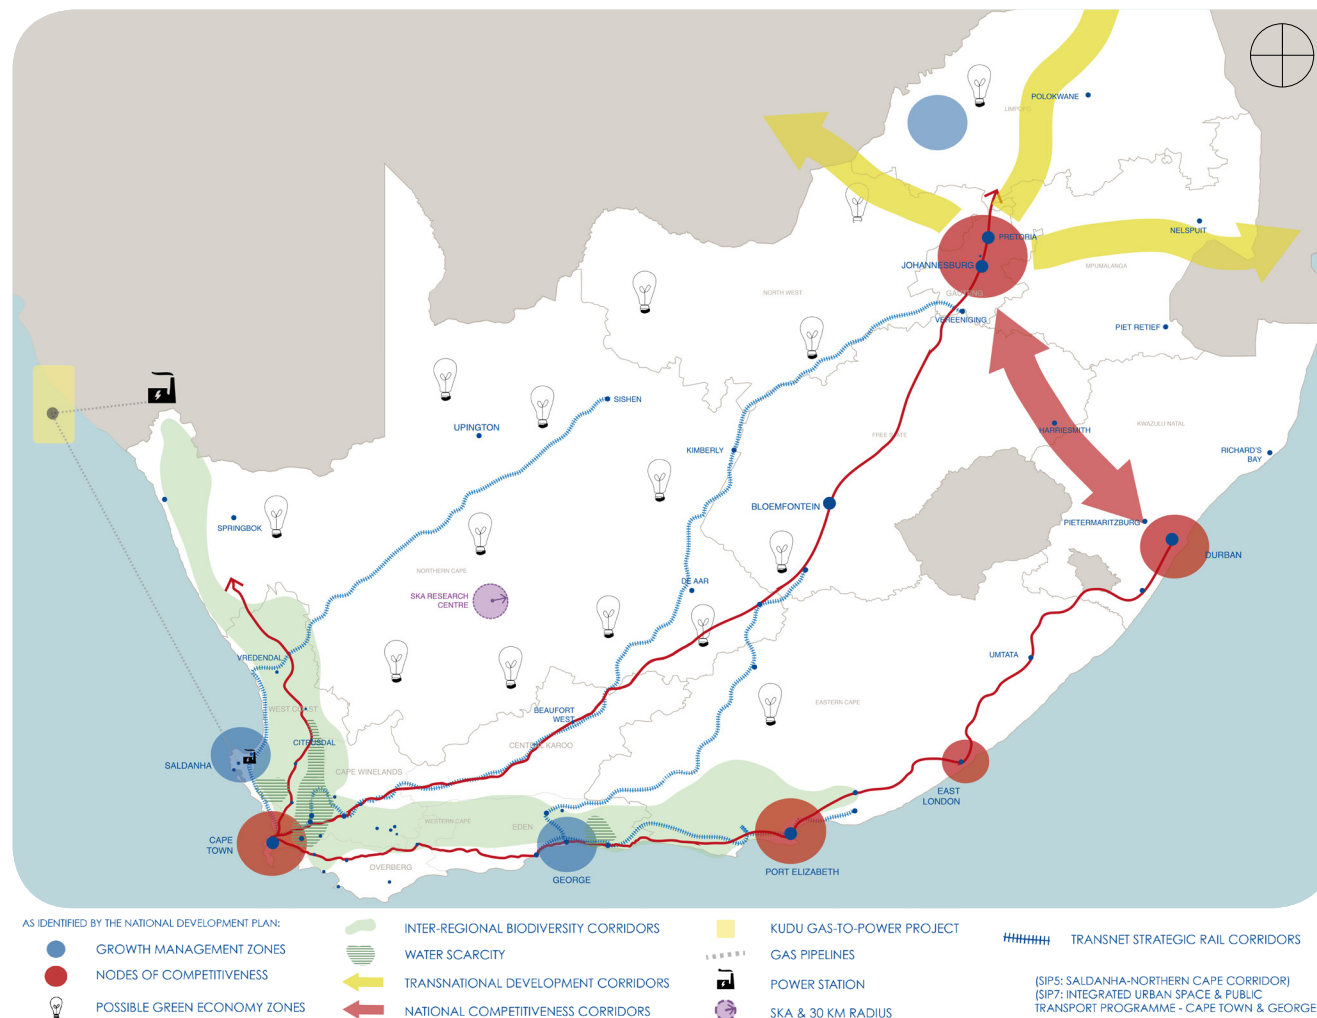 POLOKWANE
LIMPOPO
NELSPUIT
PRETORIA
JOHANNESBURG
MPUMALANGA
GAUTENG
NORTH WEST
VEREENIGING
PIET RETIEF
SISHEN
UPINGTON
KIMBERLY
FREE STATE
HARRIESMITH
KWAZULU NATAL
RICHARD'S
BAY
BLOEMFONTEIN
SPRINGBOK
PIETERMARITZBURG
DURBAN
NORTHERN CAPE
SKA RESEARCH
CENTRE
DE AAR
UMTATA
VREDENDAL
WEST COAST
BEAUFORT
WEST
EASTERN CAPE
CITRUSDAL
CENTRAL KAROO
SALDANHA
CAPE WINELANDS
EAST
LONDON
WESTERN CAPE
EDEN
CAPE
TOWN
OVERBERG
GEORGE
PORT ELIZABETH
AS IDENTIFIED BY THE NATIONAL DEVELOPMENT PLAN:
GROWTH MANAGEMENT ZONES
NODES OF COMPETITIVENESS
POSSIBLE GREEN ECONOMY ZONES
INTER-REGIONAL BIODIVERSITY CORRIDORS
WATER SCARCITY
TRANSNATIONAL DEVELOPMENT CORRIDORS
NATIONAL COMPETITIVENESS CORRIDORS
KUDU GAS-TO-POWER PROJECT
GAS PIPELINES
POWER STATION
SKA & 30 KM RADIUS
TRANSNET STRATEGIC RAIL CORRIDORS
(SIP5: SALDANHA-NORTHERN CAPE CORRIDOR)
(SIP7: INTEGRATED URBAN SPACE & PUBLIC
TRANSPORT PROGRAMME - CAPE TOWN & GEORGE